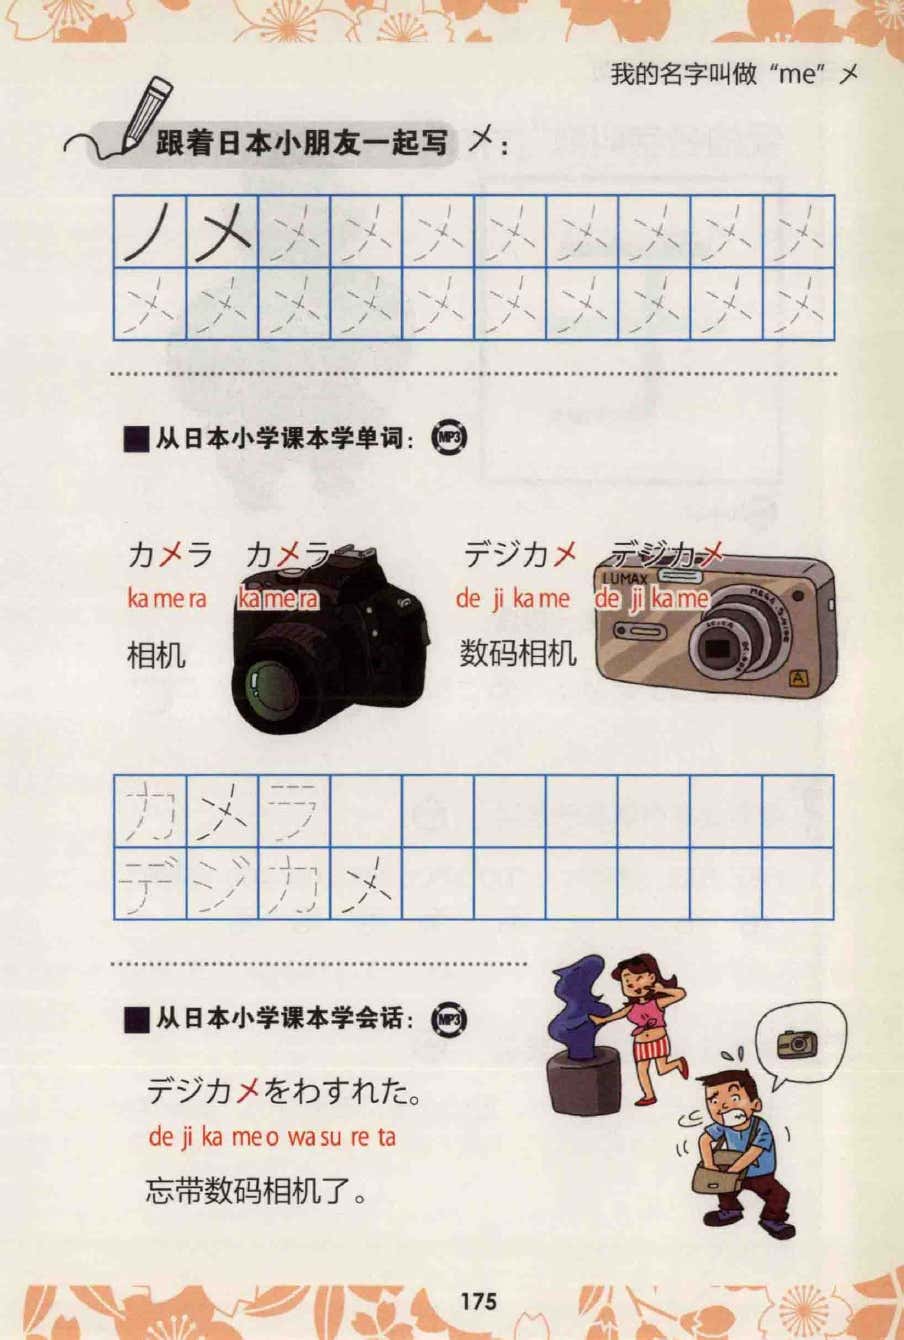 我的名字叫做“me”メ
跟着日本小朋友一起写 メ：
ノメメメメメメメメメ
メメメメメメメメメメ
■从日本小学课本学单词： MP3
カメラ カメラ デジカメ デジカメ
ka me ra ka me ra de ji ka me de ji ka me
相机 数码相机
LUMAX
MEGA
LEICA
A
カメラ
デジカメ
■从日本小学课本学会话： MP3
デジカメをわすれた。
de ji ka me o wa su re ta
忘带数码相机了。
175